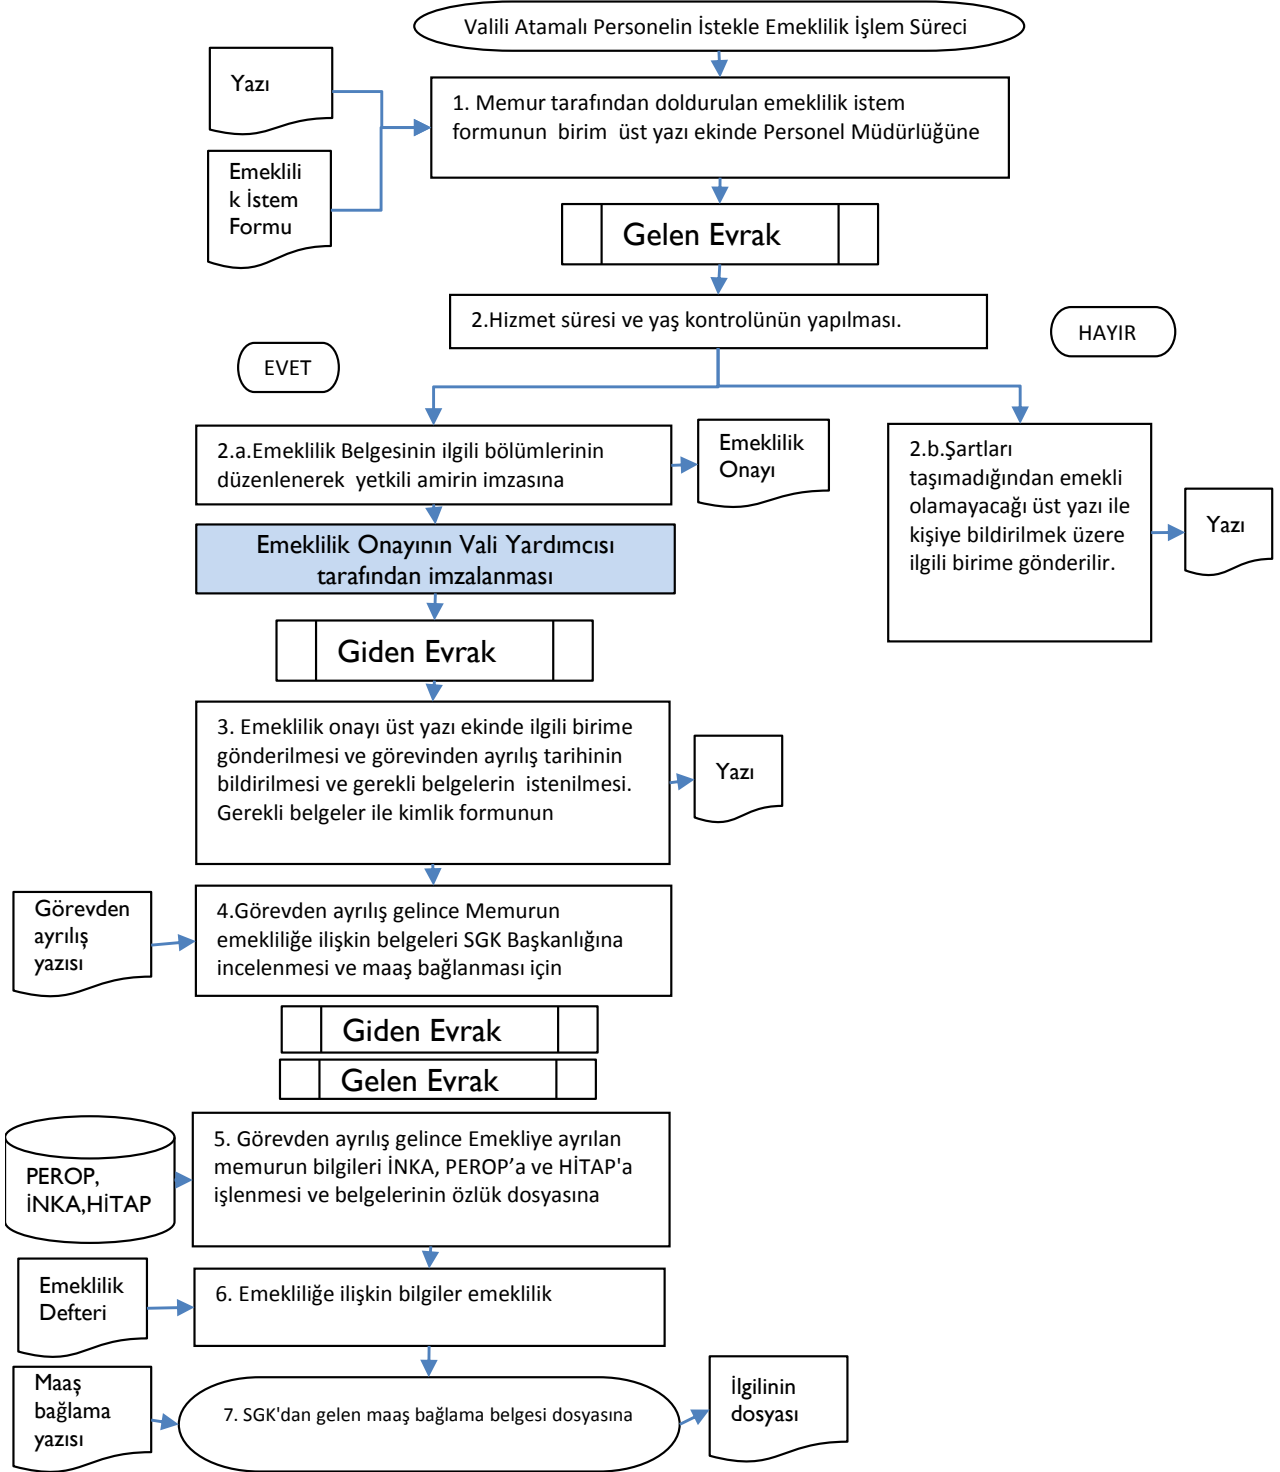 Valili Atamalı Personelin İstekle Emeklilik İşlem Süreci
Yazı
1. Memur tarafından doldurulan emeklilik istem
formunun birim üst yazı ekinde Personel Müdürlüğüne
Emeklili
k İstem
Formu
Gelen Evrak
2.Hizmet süresi ve yaş kontrolünün yapılması.
HAYIR
EVET
2.a.Emeklilik Belgesinin ilgili bölümlerinin
düzenlenerek yetkili amirin imzasına
Emeklilik
Onayı
2.b.Şartları
taşımadığından emekli
olamayacağı üst yazı ile
kişiye bildirilmek üzere
ilgili birime gönderilir.
Yazı
Emeklilik Onayının Vali Yardımcısı
tarafından imzalanması
Giden Evrak
3. Emeklilik onayı üst yazı ekinde ilgili birime
gönderilmesi ve görevinden ayrılış tarihinin
bildirilmesi ve gerekli belgelerin istenilmesi.
Gerekli belgeler ile kimlik formunun
Yazı
Görevden
ayrılış
yazısı
4.Görevden ayrılış gelince Memurun
emekliliğe ilişkin belgeleri SGK Başkanlığına
incelenmesi ve maaş bağlanması için
Giden Evrak
Gelen Evrak
PEROP,
İNKA,HİTAP
5. Görevden ayrılış gelince Emekliye ayrılan
memurun bilgileri İNKA, PEROP’a ve HİTAP'a
işlenmesi ve belgelerinin özlük dosyasına
Emeklilik
Defteri
6. Emekliliğe ilişkin bilgiler emeklilik
Maaş
bağlama
yazısı
7. SGK'dan gelen maaş bağlama belgesi dosyasına
İlgilinin
dosyası